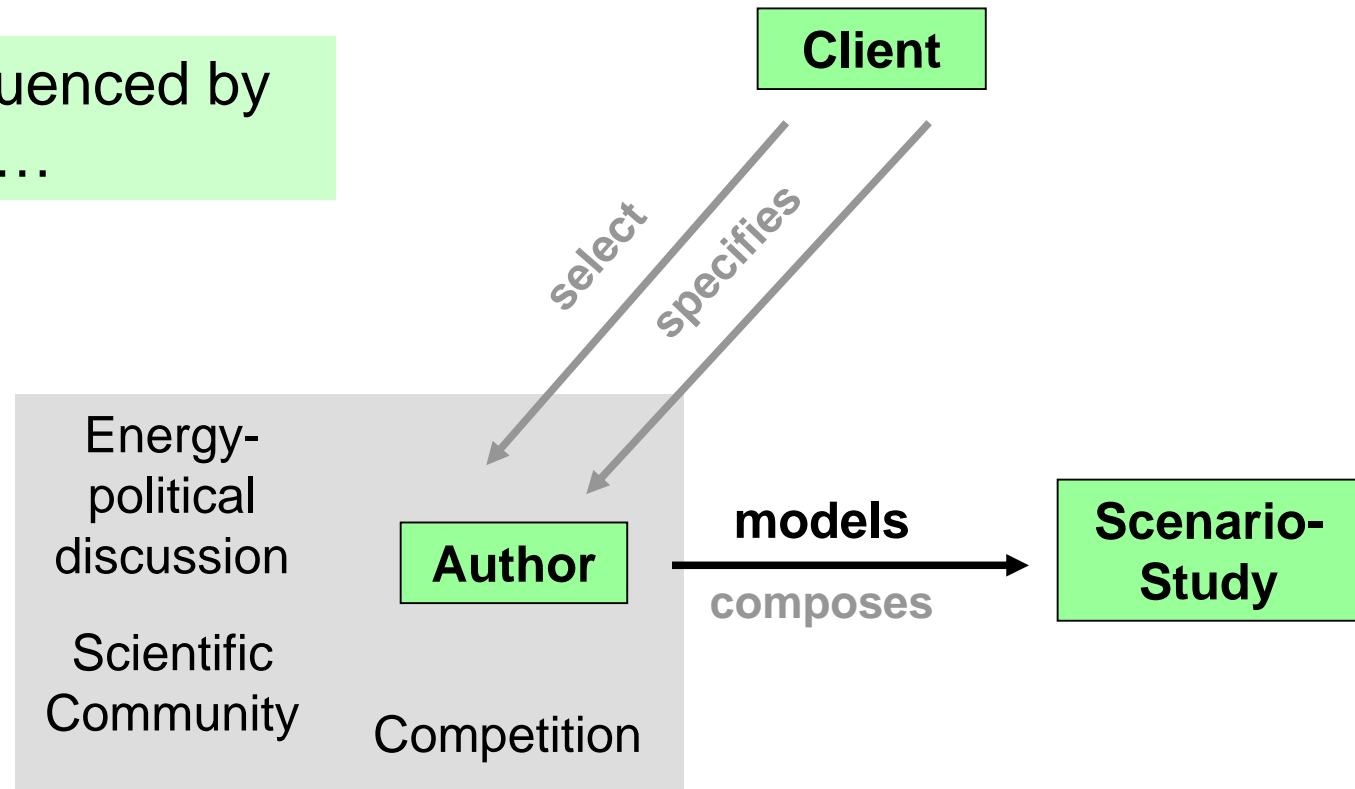 Client
uenced by
…
select
specifies
Energy-
political
discussion
Author
models
composes
Scenario-
Study
Scientific
Community
Competition